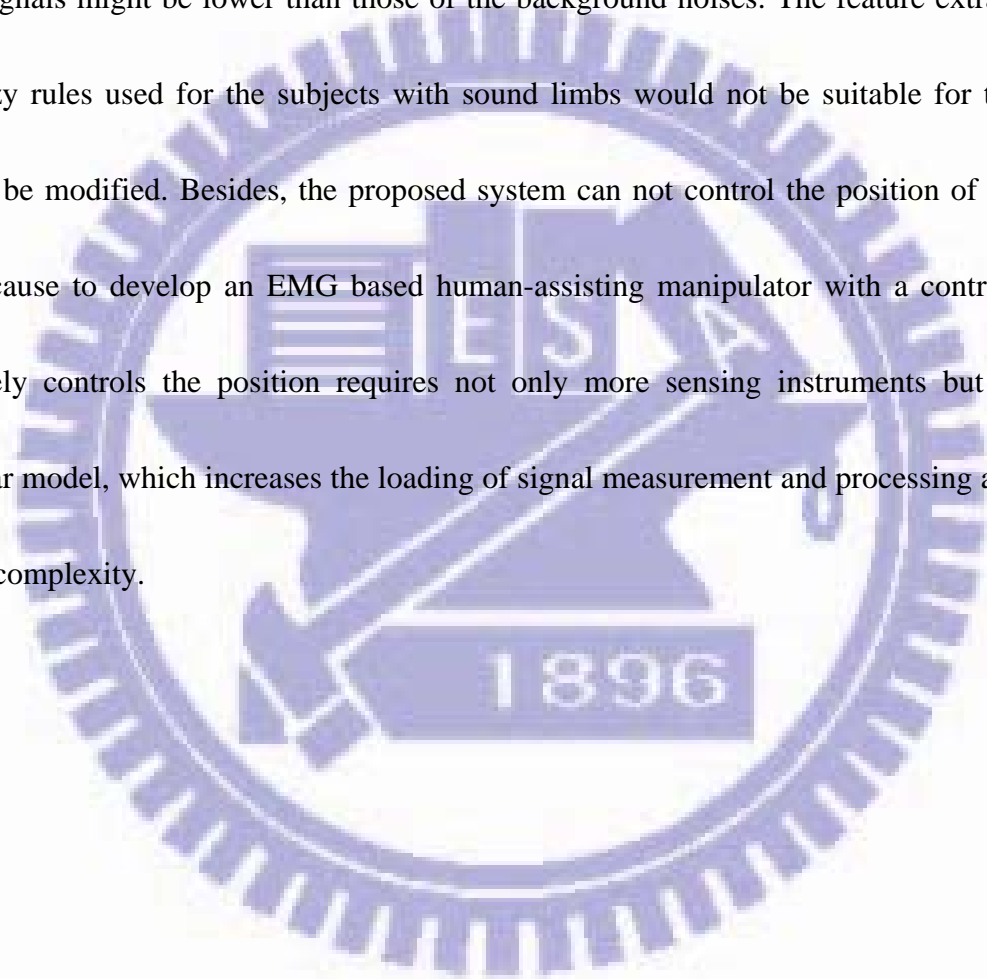 gnals might be lower than those of the background noises. The feature extra
y rules used for the subjects with sound limbs would not be suitable for t
be modified. Besides, the proposed system can not control the position of
cause to develop an EMG based human-assisting manipulator with a contr
ely controls the position requires not only more sensing instruments but
ar model, which increases the loading of signal measurement and processing a
complexity.
E S A
1896